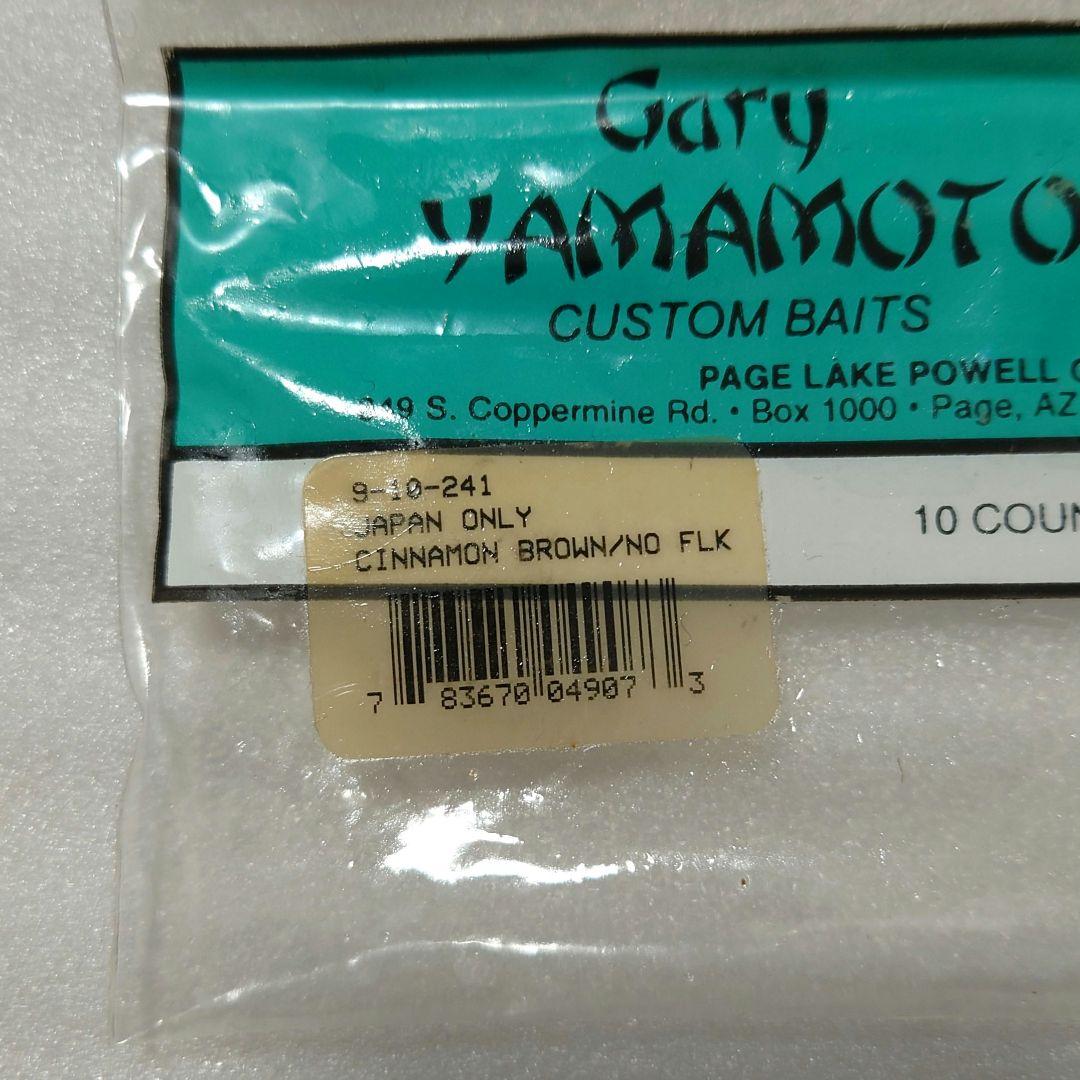 Gary
YAMAMOTO
CUSTOM BAITS
PAGE LAKE POWELL
349 S. Coppermine Rd. • Box 1000 • Page, AZ
10 COUN
9-10-241
JAPAN ONLY
CINNAMON BROWN/NO FLK
7 83670 04907 3